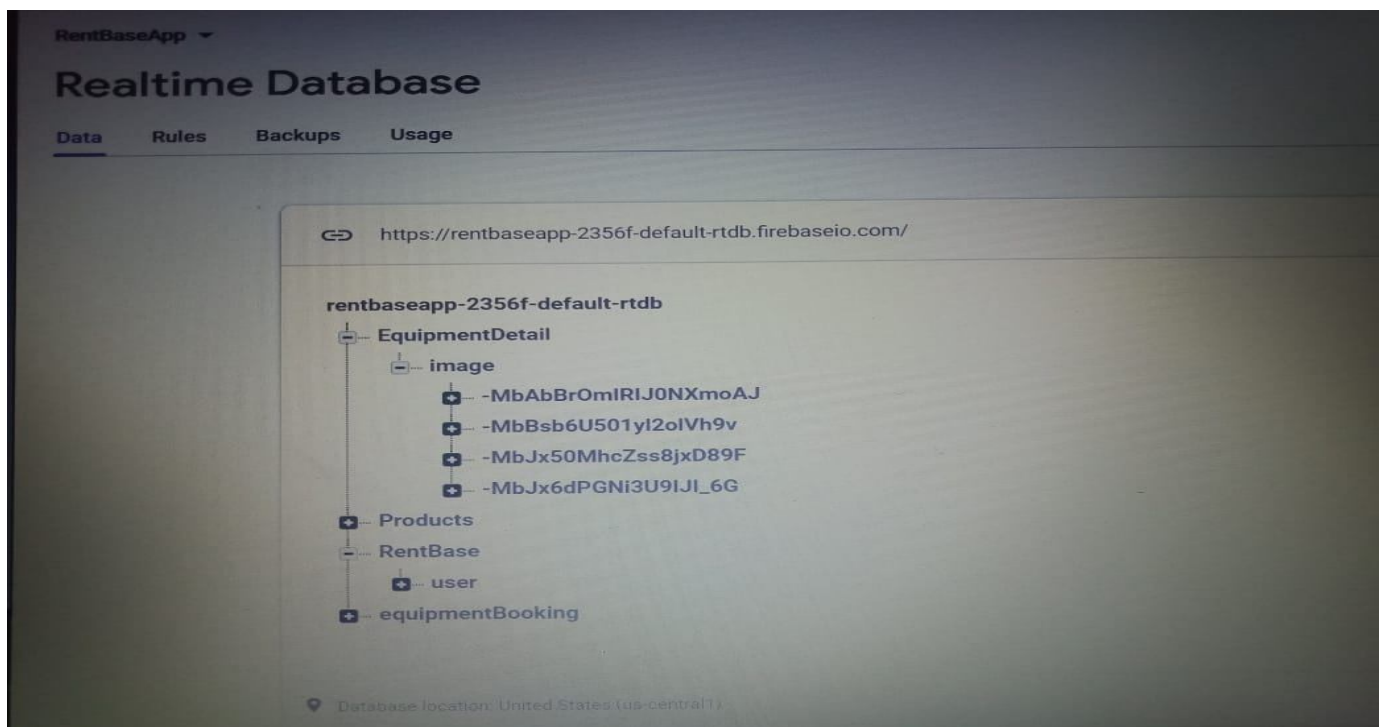 RentBaseApp
Realtime Database
Data Rules Backups Usage
https://rentbaseapp-2356f-default-rtdb.firebaseio.com/
rentbaseapp-2356f-default-rtdb
EquipmentDetail
image
-MbAbBrOmIRIJ0NXmoAJ
-MbBsb6U501yI2oIVh9v
-MbJx50MhcZss8jxD89F
-MbJx6dPGNi3U9IJI_6G
Products
RentBase
user
equipmentBooking
Database location: United States (us-central1)